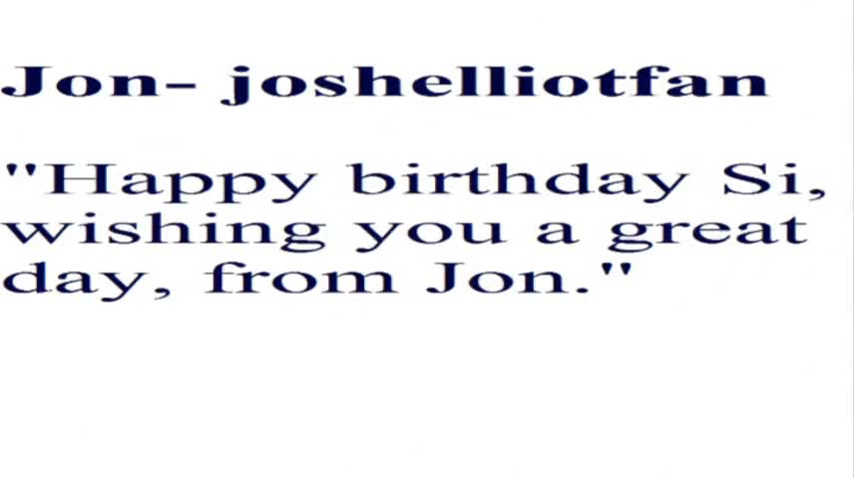 Jon- joshelliotfan
"Happy birthday Si,
wishing you a great
day, from Jon."